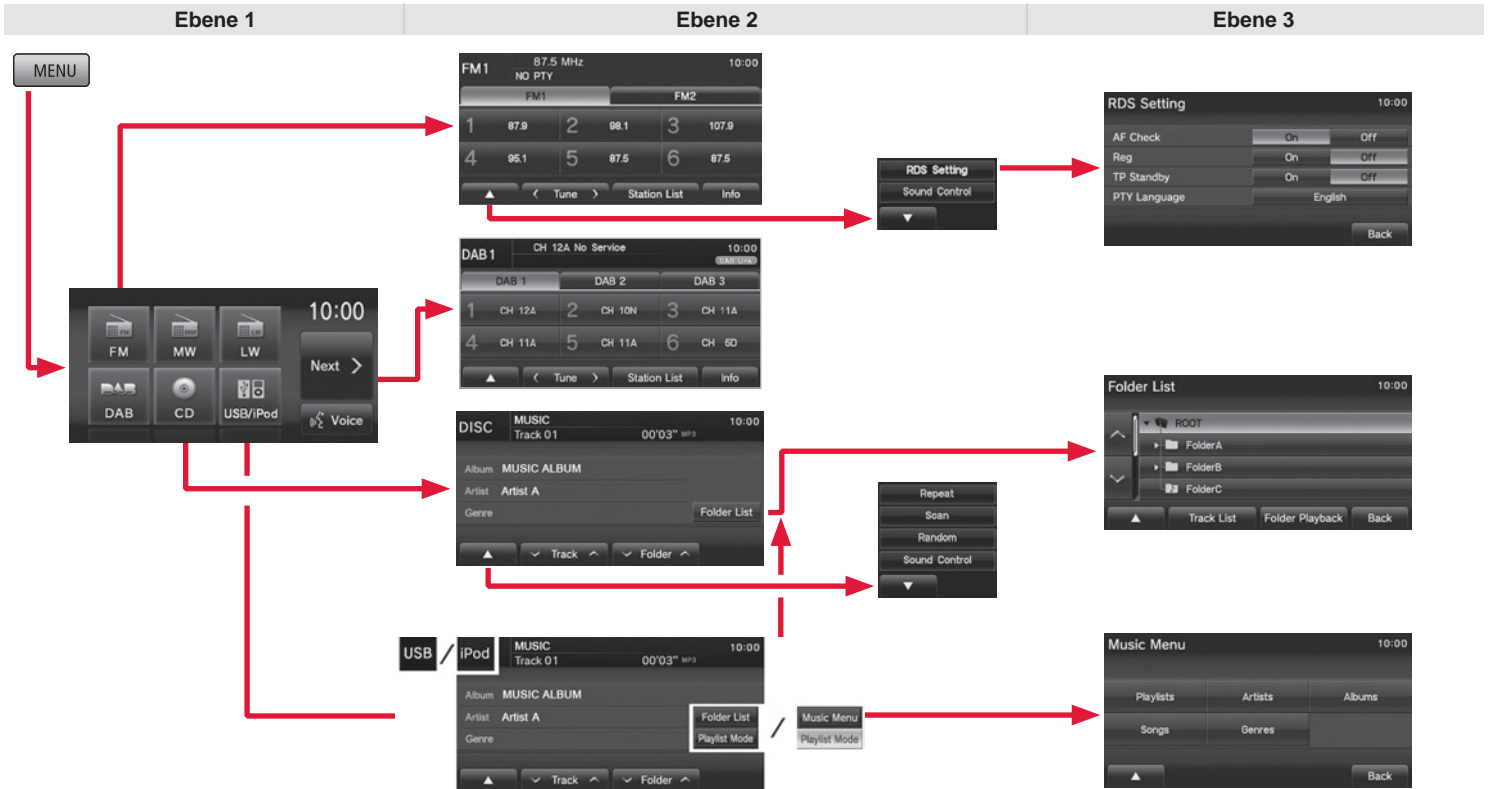 Ebene 1 Ebene 2 Ebene 3
MENU
10:00
FM MW LW
Next
DAB CD USB/iPod
Voice
FM1 87.5 MHz 10:00
NO PTY
FM1 FM2
1 87.9 2 98.1 3 107.9
4 95.1 5 87.5 6 87.5
▲ < Tune > Station List Info
RDS Setting
Sound Control
▼
RDS Setting 10:00
AF Check On Off
Reg On Off
TP Standby On Off
PTY Language English
Back
DAB1 CH 12A No Service 10:00
DAB Link
DAB 1 DAB 2 DAB 3
1 CH 12A 2 CH 10N 3 CH 11A
4 CH 11A 5 CH 11A 6 CH 5D
▲ < Tune > Station List Info
DISC MUSIC 10:00
Track 01 00'03" MP3
Album MUSIC ALBUM
Artist Artist A
Genre Folder List
▲ Track Folder
Repeat
Scan
Random
Sound Control
▼
Folder List 10:00
ROOT
FolderA
FolderB
FolderC
▲ Track List Folder Playback Back
USB / iPod MUSIC 10:00
Track 01 00'03" MP3
Album MUSIC ALBUM
Artist Artist A
Genre
Folder List
Playlist Mode
/
Music Menu
Playlist Mode
▲ Track Folder
Music Menu 10:00
Playlists Artists Albums
Songs Genres
▲ Back